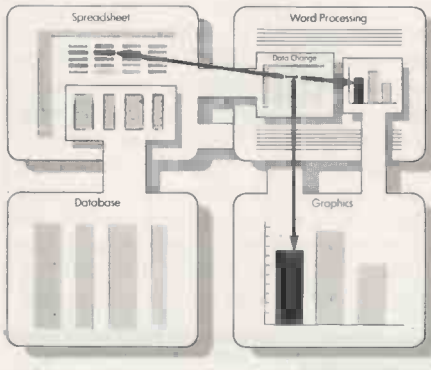 Spreadsheet
Word Processing
Data Change
Database
Graphics